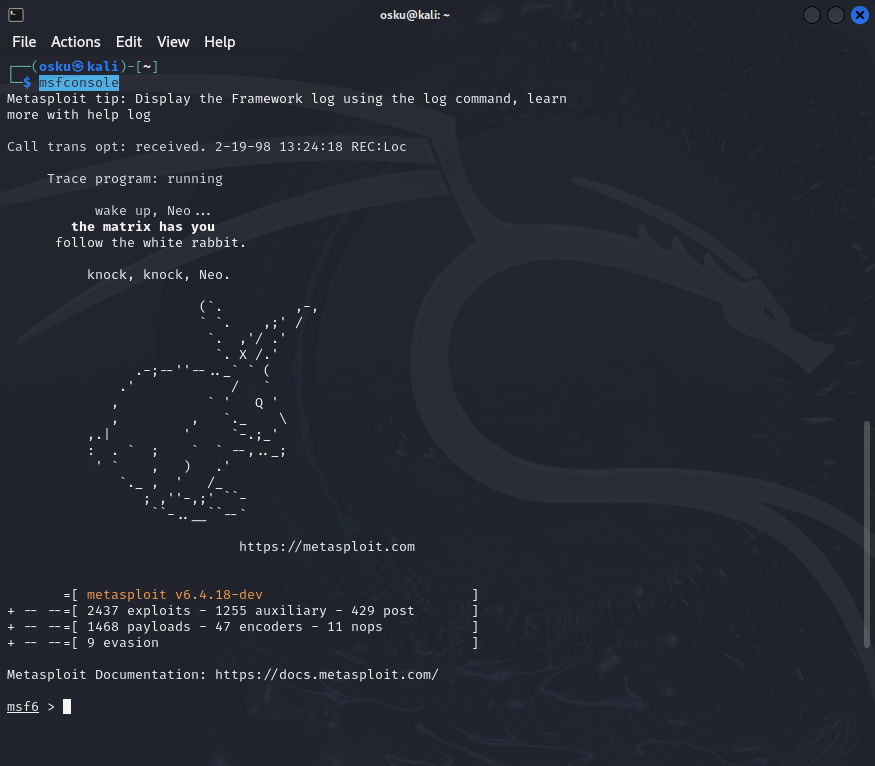 osku@kali: ~
File Actions Edit View Help
┌──(osku㉿kali)-[~]
└─$ msfconsole
Metasploit tip: Display the Framework log using the log command, learn
more with help log

Call trans opt: received. 2-19-98 13:24:18 REC:Loc

     Trace program: running

           wake up, Neo...
        the matrix has you
      follow the white rabbit.

          knock, knock, Neo.

                        (`.         ,-,
                        ` `.    ,;' /
                         `.  ,'/ .'
                          `. X /.'
                .-;--''--.._` ` (
              .'            /   `
             ,           ` '   Q '
             ,         ,   `._    \
          ,.|         '     `-.;_'
          :  . `  ;    `  ` --,.._;
           ' `    ,   )   .'
              `._ ,  '   /_
                 ; ,''-,;' ``-
                  ``-..__``--`

                             https://metasploit.com

       =[ metasploit v6.4.18-dev                          ]
+ -- --=[ 2437 exploits - 1255 auxiliary - 429 post       ]
+ -- --=[ 1468 payloads - 47 encoders - 11 nops           ]
+ -- --=[ 9 evasion                                       ]

Metasploit Documentation: https://docs.metasploit.com/

msf6 >